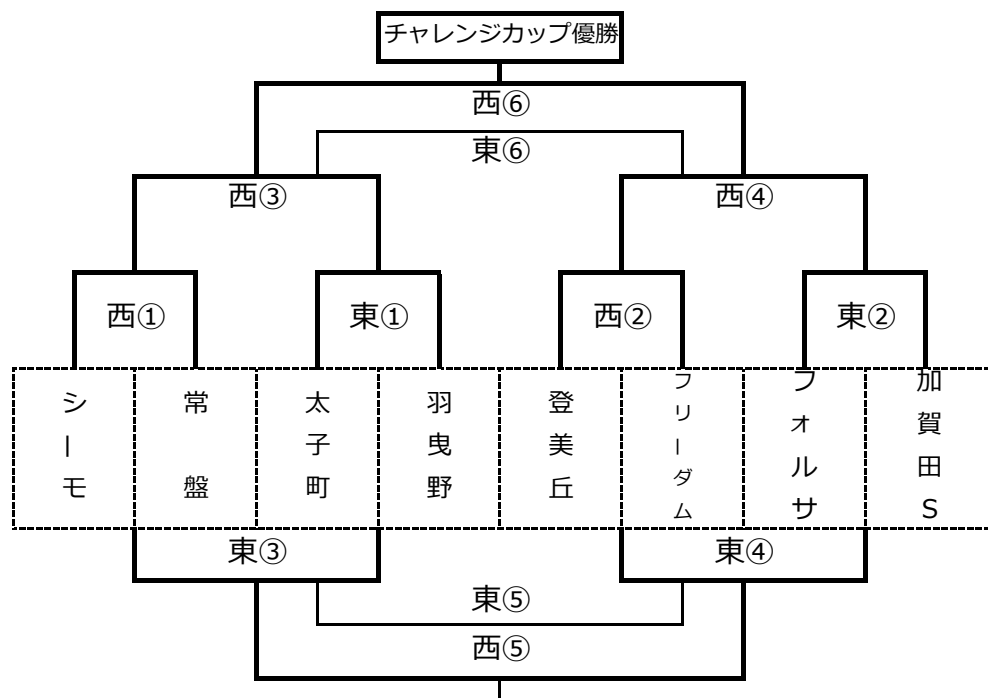 チャレンジカップ優勝
西⑥
東⑥
西③
西④
西①
東①
西②
東②
シーモ
常盤
太子町
羽曳野
登美丘
フリーダム
フォルサ
加賀田S
東③
東④
東⑤
西⑤